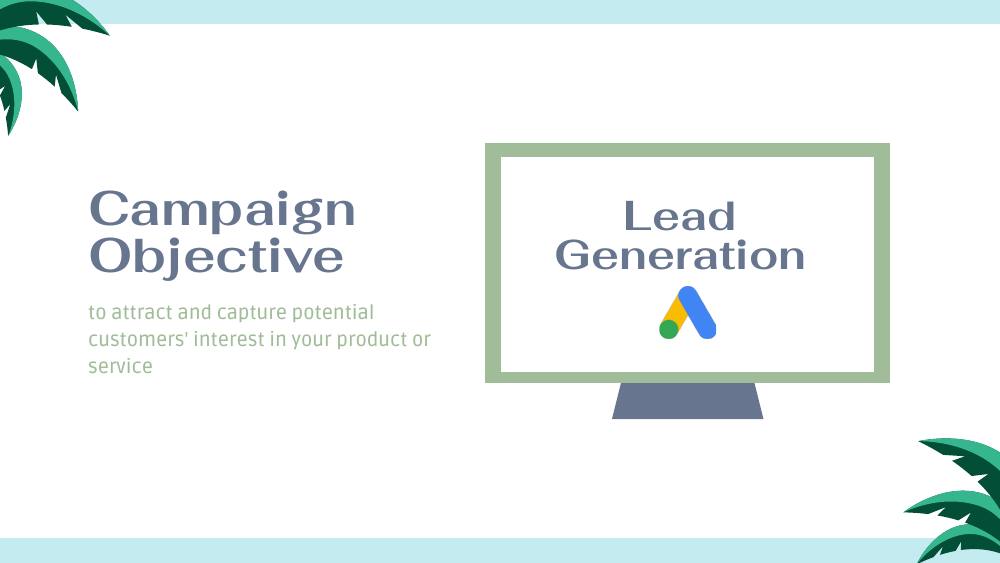 Campaign
Objective
to attract and capture potential
customers' interest in your product or
service
Lead
Generation